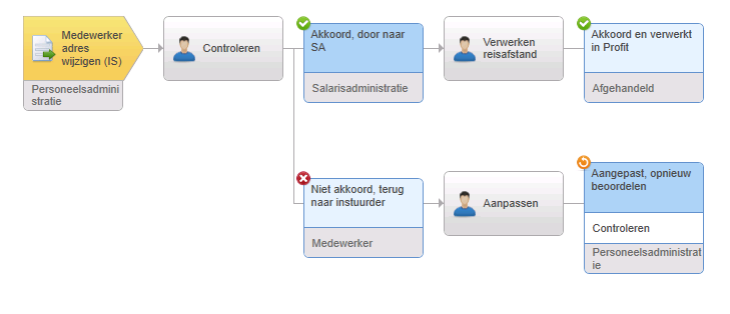 Medewerker
adres
wijzigen (IS)
Personeelsadmini
stratie
Controleren
Akkoord, door naar
SA
Salarisadministratie
Verwerken
reisafstand
Akkoord en verwerkt
in Profit
Afgehandeld
Niet akkoord, terug
naar instuurder
Medewerker
Aanpassen
Aangepast, opnieuw
beoordelen
Controleren
Personeelsadministrat
ie